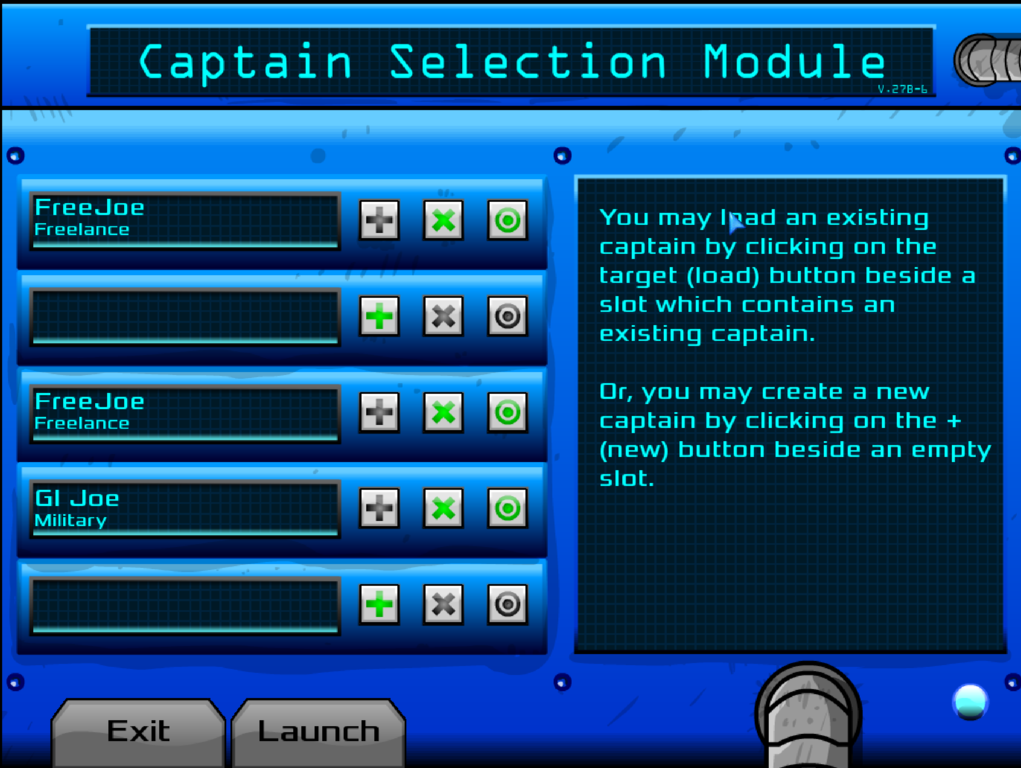 Captain Selection Module
V.27B-6
FreeJoe
Freelance
FreeJoe
Freelance
GI Joe
Military
You may load an existing
captain by clicking on the
target (load) button beside a
slot which contains an
existing captain.
Or, you may create a new
captain by clicking on the +
(new) button beside an empty
slot.
Exit
Launch